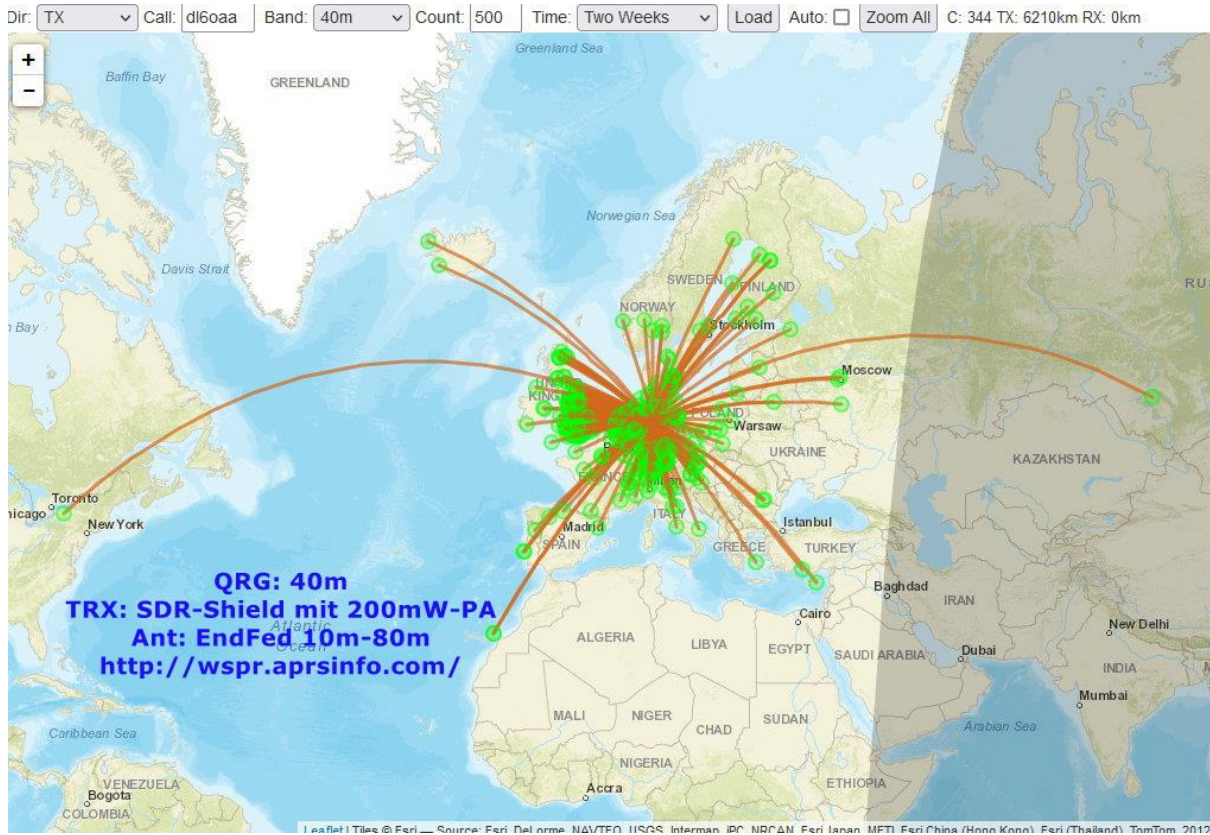 Dir: TX Call: dl6oaa Band: 40m Count: 500 Time: Two Weeks Load Auto: Zoom All C: 344 TX: 6210km RX: 0km
+
−
Greenland Sea
Baffin Bay
GREENLAND
Norwegian Sea
Davis Strait
SWEDEN
FINLAND
NORWAY
Stockholm
Bay
UNITED
KINGDOM
Moscow
POLAND
Warsaw
UKRAINE
KAZAKHSTAN
FRANCE
Milan
Toronto
hicago
New York
Madrid
SPAIN
ITALY
Istanbul
GREECE
TURKEY
Baghdad
IRAN
QRG: 40m
TRX: SDR-Shield mit 200mW-PA
Atlantic
Ant: EndFed 10m-80m
Ocean
http://wspr.aprsinfo.com/
Cairo
New Delhi
ALGERIA
LIBYA
EGYPT
SAUDI ARABIA
Dubai
INDIA
Mumbai
MALI
NIGER
CHAD
SUDAN
Arabian Sea
Caribbean Sea
NIGERIA
VENEZUELA
Bogota
COLOMBIA
Accra
ETHIOPIA
Leaflet | Tiles © Esri — Source: Esri, DeLorme, NAVTEQ, USGS, Intermap, iPC, NRCAN, Esri Japan, METI, Esri China (Hong Kong), Esri (Thailand), TomTom, 2012